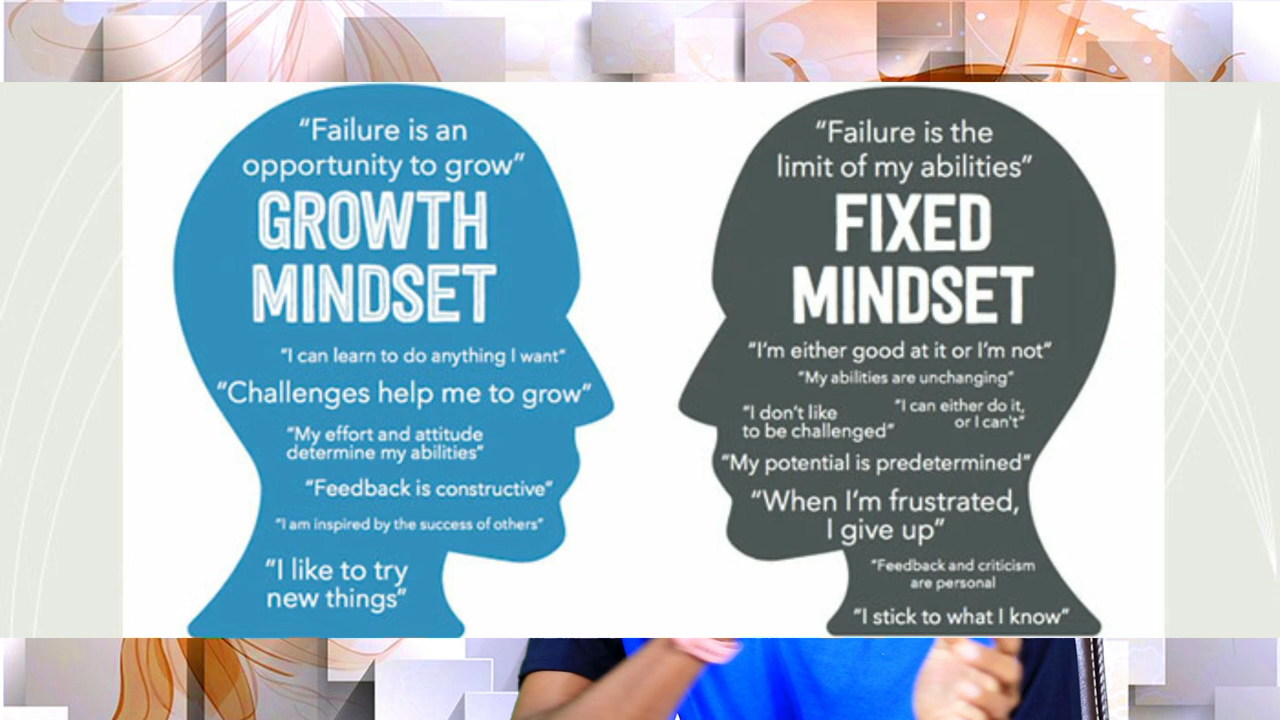 “Failure is an
opportunity to grow”
GROWTH
MINDSET
“I can learn to do anything I want”
“Challenges help me to grow”
“My effort and attitude
determine my abilities”
“Feedback is constructive”
“I am inspired by the success of others”
“I like to try
new things”
“Failure is the
limit of my abilities”
FIXED
MINDSET
“I’m either good at it or I’m not”
“My abilities are unchanging”
“I don’t like
to be challenged”
“I can either do it,
or I can't”
“My potential is predetermined”
“When I’m frustrated,
I give up”
“Feedback and criticism
are personal
“I stick to what I know”